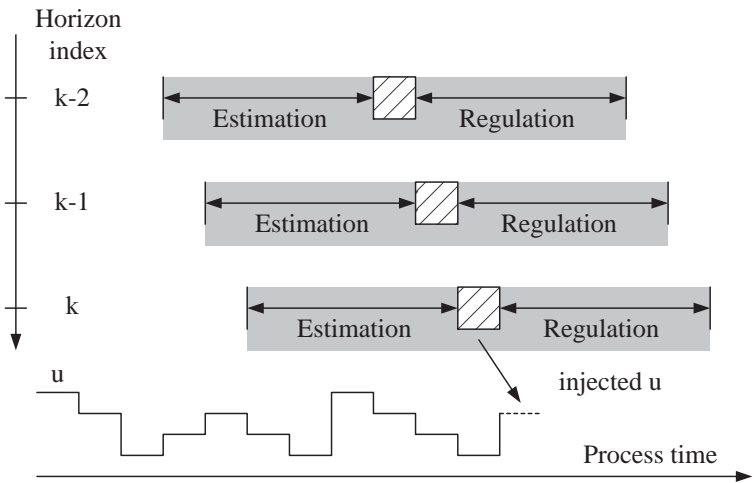 Horizon
index
k-2
Estimation
Regulation
k-1
Estimation
Regulation
k
Estimation
Regulation
u
injected u
Process time